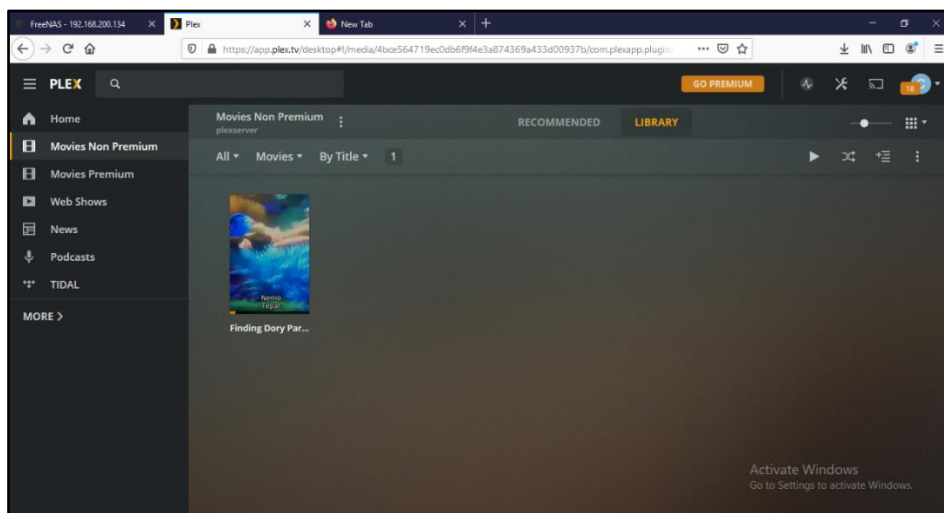 FreeNAS - 192.168.200.134
Plex
New Tab
https://app.plex.tv/desktop#!/media/4bce564719ec0db6f9f4e3a874369a433d00937b/com.plexapp.plugin
PLEX
GO PREMIUM
18
Home
Movies Non Premium
Movies Premium
Web Shows
News
Podcasts
TIDAL
MORE >
Movies Non Premium
plexserver
RECOMMENDED
LIBRARY
All
Movies
By Title
1
Nemo
Tepat
Finding Dory Par...
Activate Windows
Go to Settings to activate Windows.